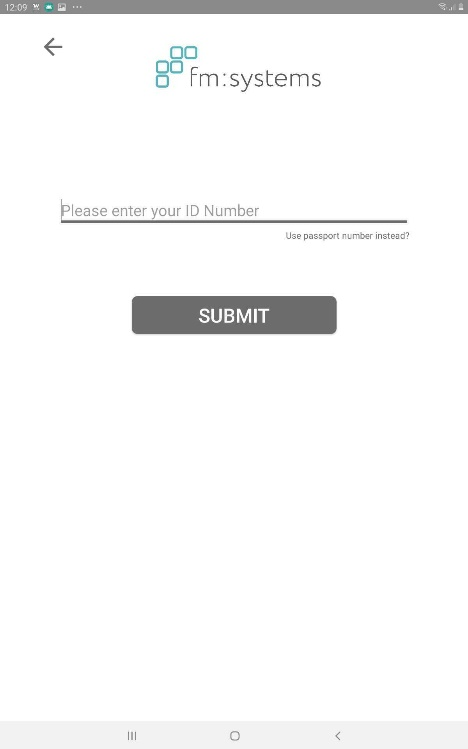 12:09
fm:systems
Please enter your ID Number
Use passport number instead?
SUBMIT